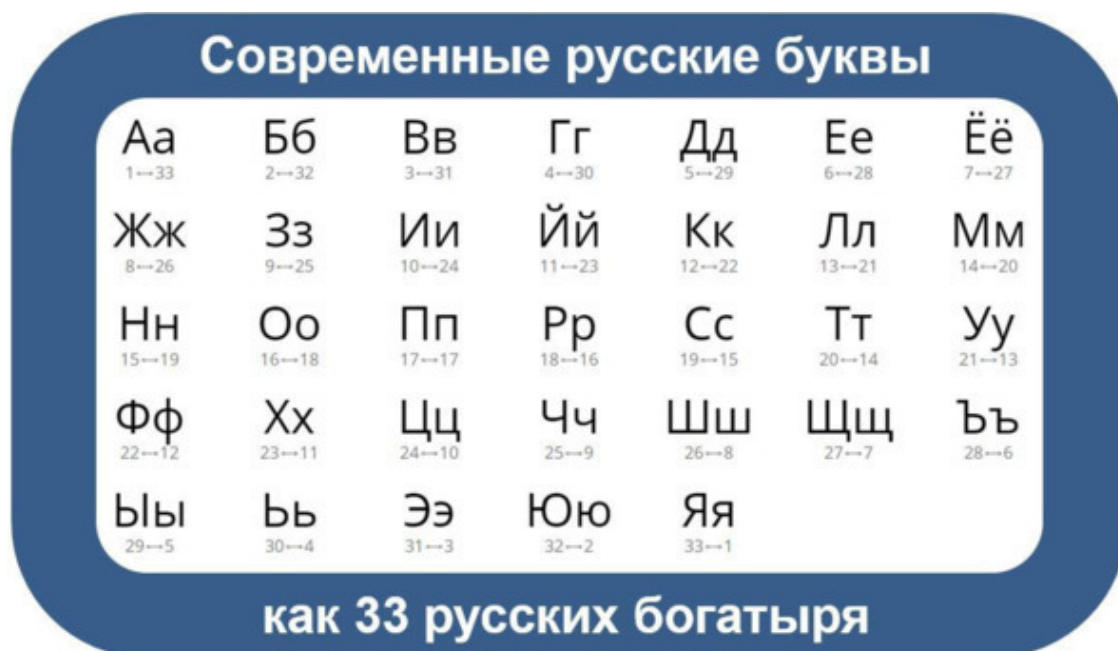 Современные русские буквы
Аа Бб Вв Гг Дд Ее Ёё
1↔33 2↔32 3↔31 4↔30 5↔29 6↔28 7↔27
Жж Зз Ии Йй Кк Лл Мм
8↔26 9↔25 10↔24 11↔23 12↔22 13↔21 14↔20
Нн Оо Пп Рр Сс Тт Уу
15↔19 16↔18 17↔17 18↔16 19↔15 20↔14 21↔13
Фф Хх Цц Чч Шш Щщ Ъъ
22↔12 23↔11 24↔10 25↔9 26↔8 27↔7 28↔6
Ыы Ьь Ээ Юю Яя
29↔5 30↔4 31↔3 32↔2 33↔1
как 33 русских богатыря